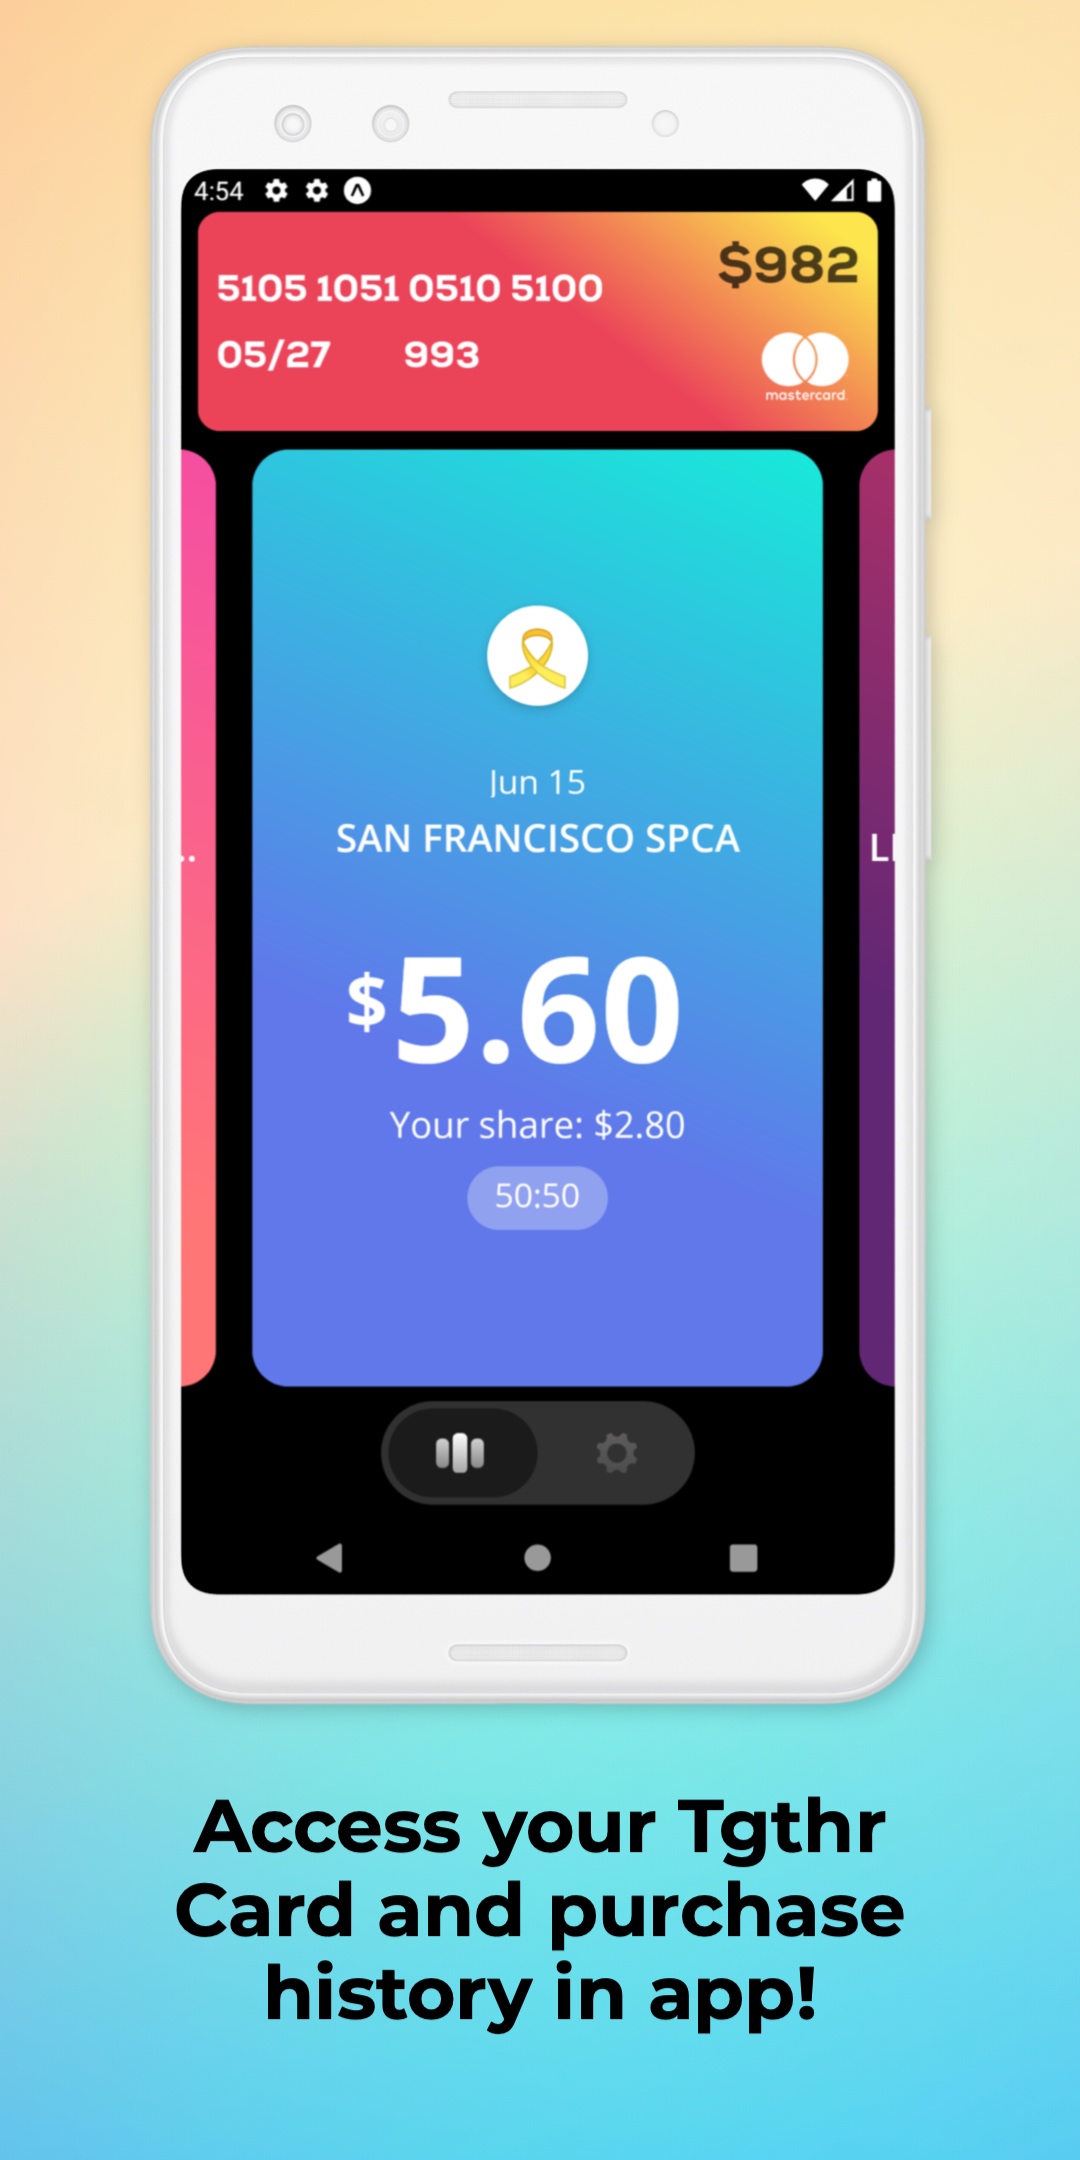 4:54
5105 1051 0510 5100
$982
05/27 993
mastercard
Jun 15
..
SAN FRANCISCO SPCA
$5.60
Your share: $2.80
50:50
Access your Tgthr
Card and purchase
history in app!